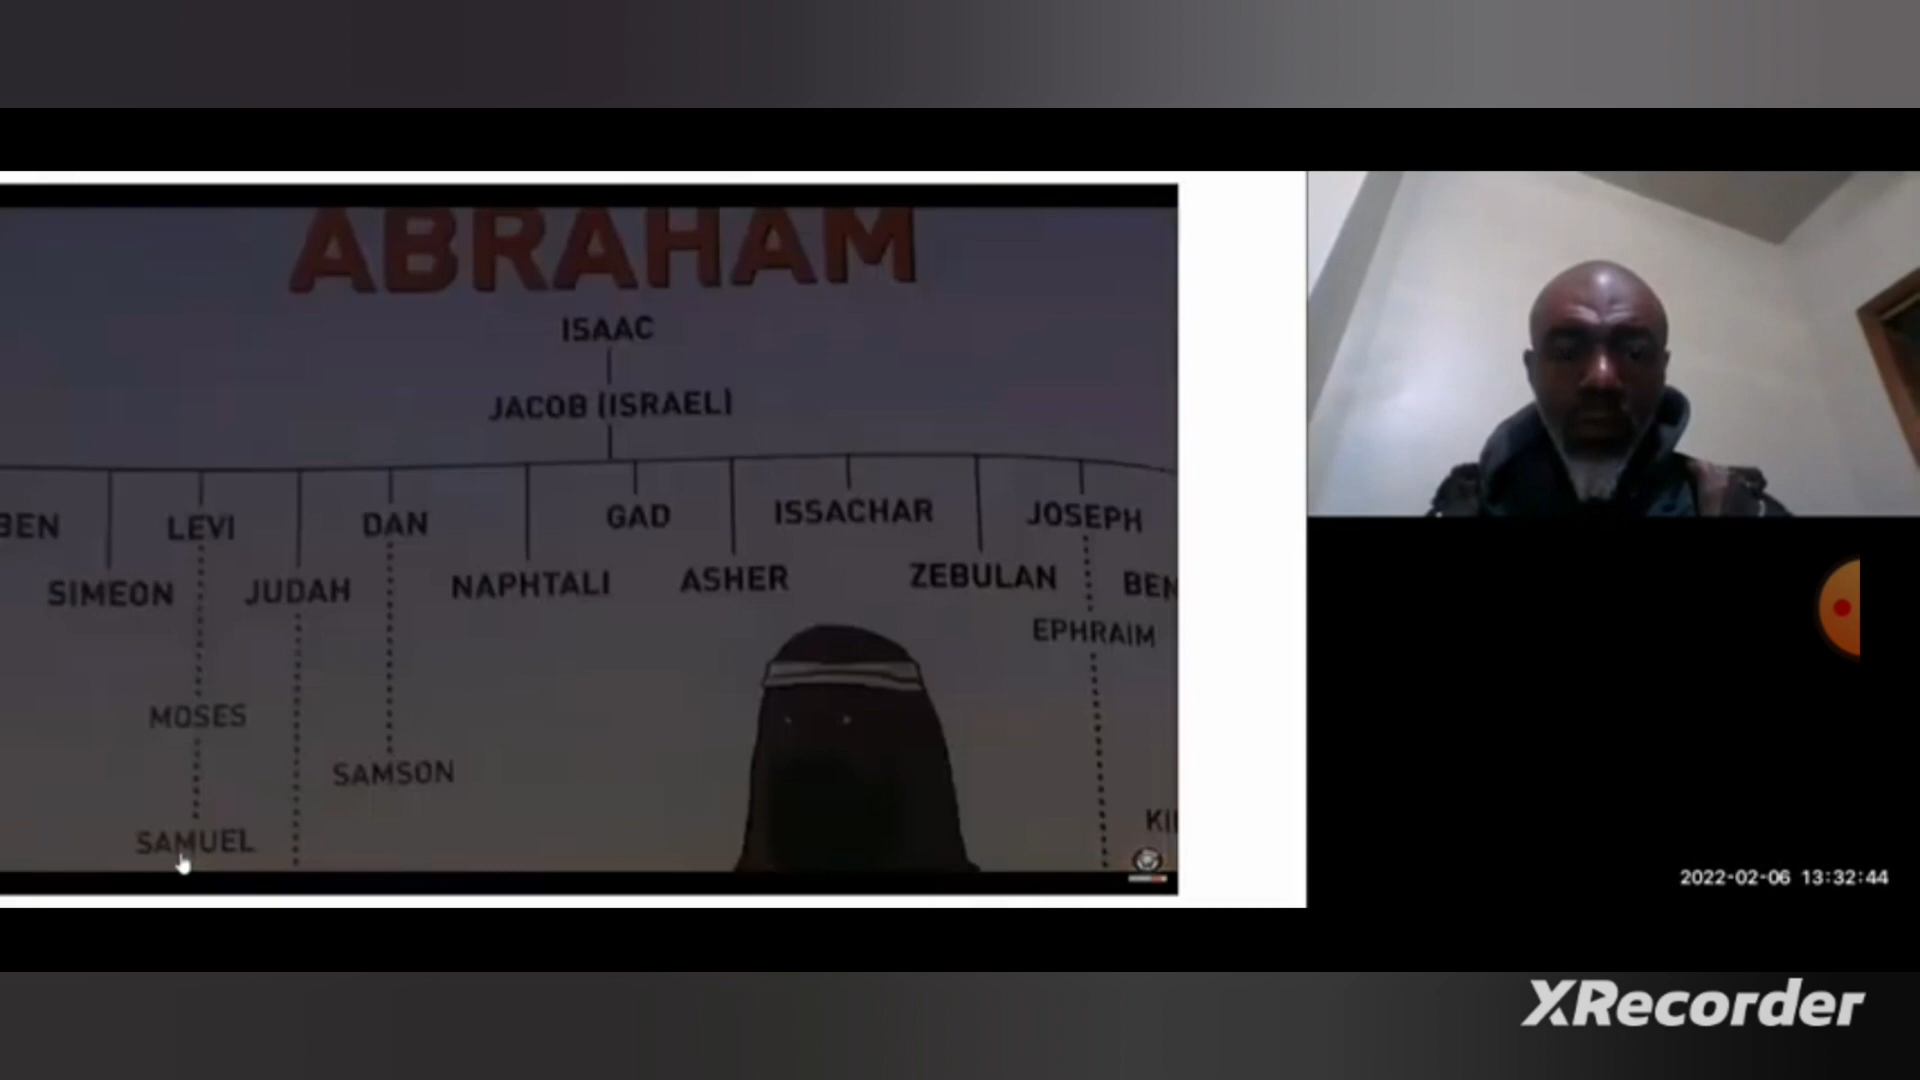 ABRAHAM
ISAAC
JACOB (ISRAEL)
BEN LEVI DAN GAD ISSACHAR JOSEPH
SIMEON JUDAH NAPHTALI ASHER ZEBULAN BEN
EPHRAIM
MOSES
SAMSON
KI
SAMUEL
2022-02-06 13:32:44
XRecorder